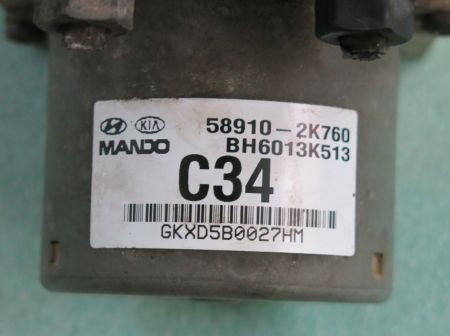 KIA 58910-2K760
MANDO BH6013K513
C34
GKXD5B0027HM